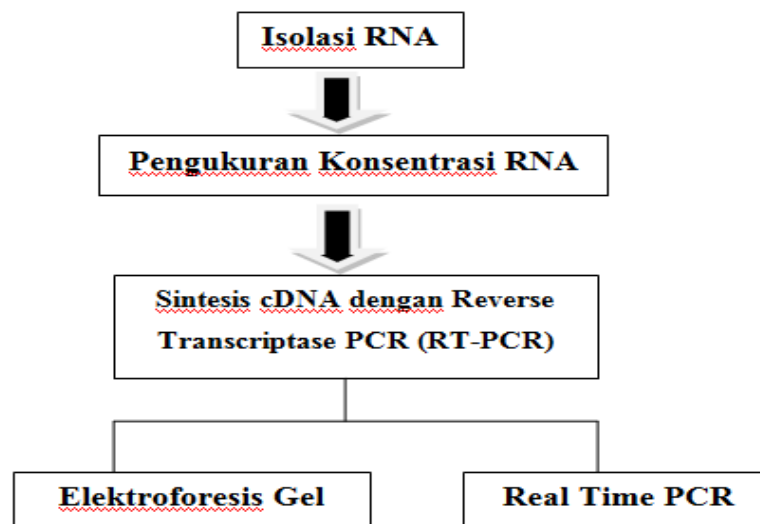 Isolasi RNA
Pengukuran Konsentrasi RNA
Sintesis cDNA dengan Reverse
Transcriptase PCR (RT-PCR)
Elektroforesis Gel
Real Time PCR